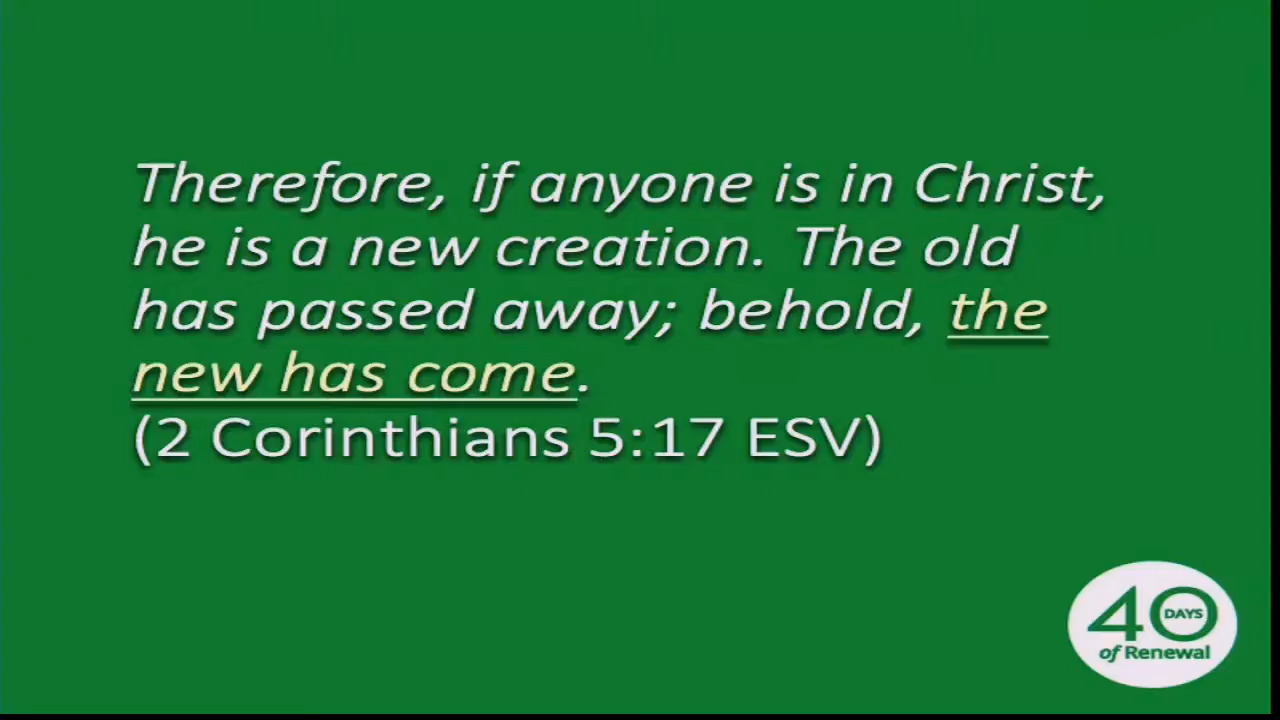 Therefore, if anyone is in Christ,
he is a new creation. The old
has passed away; behold, the
new has come.
(2 Corinthians 5:17 ESV)
40 DAYS
of Renewal